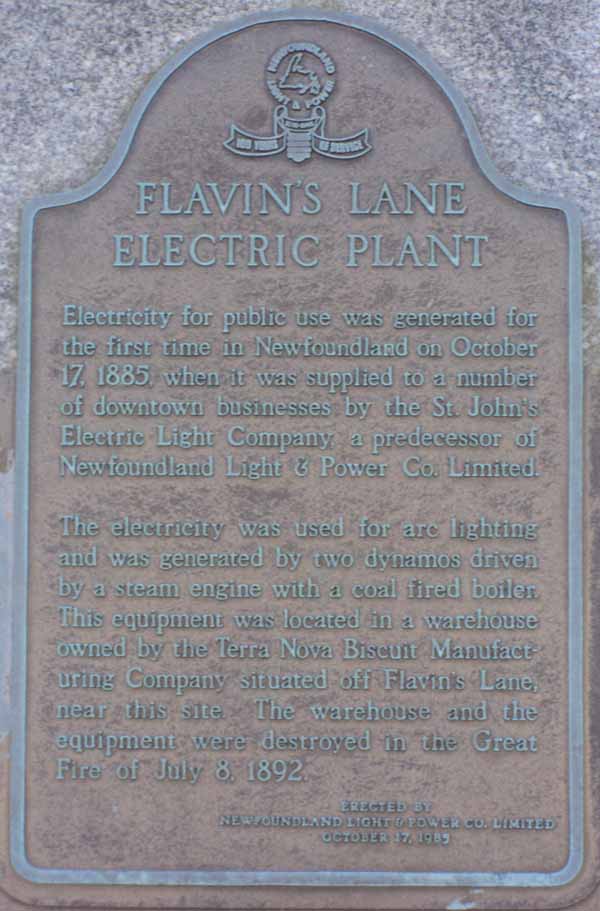 NEWFOUNDLAND
LIGHT & POWER
100 YEARS OF SERVICE
FLAVIN'S LANE
ELECTRIC PLANT
Electricity for public use was generated for
the first time in Newfoundland on October
17, 1885, when it was supplied to a number
of downtown businesses by the St. John's
Electric Light Company, a predecessor of
Newfoundland Light & Power Co. Limited.
The electricity was used for arc lighting
and was generated by two dynamos driven
by a steam engine with a coal fired boiler.
This equipment was located in a warehouse
owned by the Terra Nova Biscuit Manufact-
uring Company situated off Flavin's Lane,
near this site. The warehouse and the
equipment were destroyed in the Great
Fire of July 8, 1892.
ERECTED BY
NEWFOUNDLAND LIGHT & POWER CO. LIMITED
OCTOBER 17, 1985